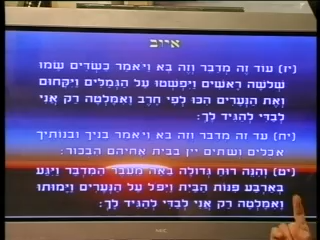 איוב
(יז) עוד זה מדבר וזה בא ויאמר כשדים שמו
שלשה ראשים ויפשטו על הגמלים ויקחום
ואת הנערים הכו לפי חרב ואמלטה רק אני
לבדי להגיד לך:
(יח) עד זה מדבר וזה בא ויאמר בניך ובנותיך
אכלים ושתים יין בבית אחיהם הבכור:
(יט) והנה רוח גדולה באה מעבר המדבר ויגע
בארבע פנות הבית ויפל על הנערים וימותו
ואמלטה רק אני לבדי להגיד לך:
NEC